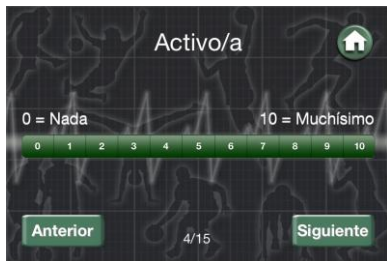 Activo/a
0 = Nada 10 = Muchísimo
0 1 2 3 4 5 6 7 8 9 10
Anterior 4/15 Siguiente